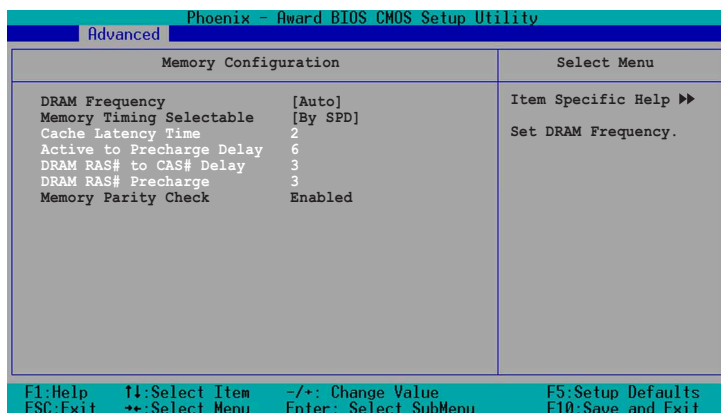 Phoenix - Award BIOS CMOS Setup Utility
Advanced
Memory Configuration
Select Menu
DRAM Frequency [Auto]
Memory Timing Selectable [By SPD]
Cache Latency Time 2
Active to Precharge Delay 6
DRAM RAS# to CAS# Delay 3
DRAM RAS# Precharge 3
Memory Parity Check Enabled
Item Specific Help ▶▶
Set DRAM Frequency.
F1:Help ↑↓:Select Item -/+: Change Value F5:Setup Defaults
ESC:Exit →←:Select Menu Enter: Select SubMenu F10:Save and Exit